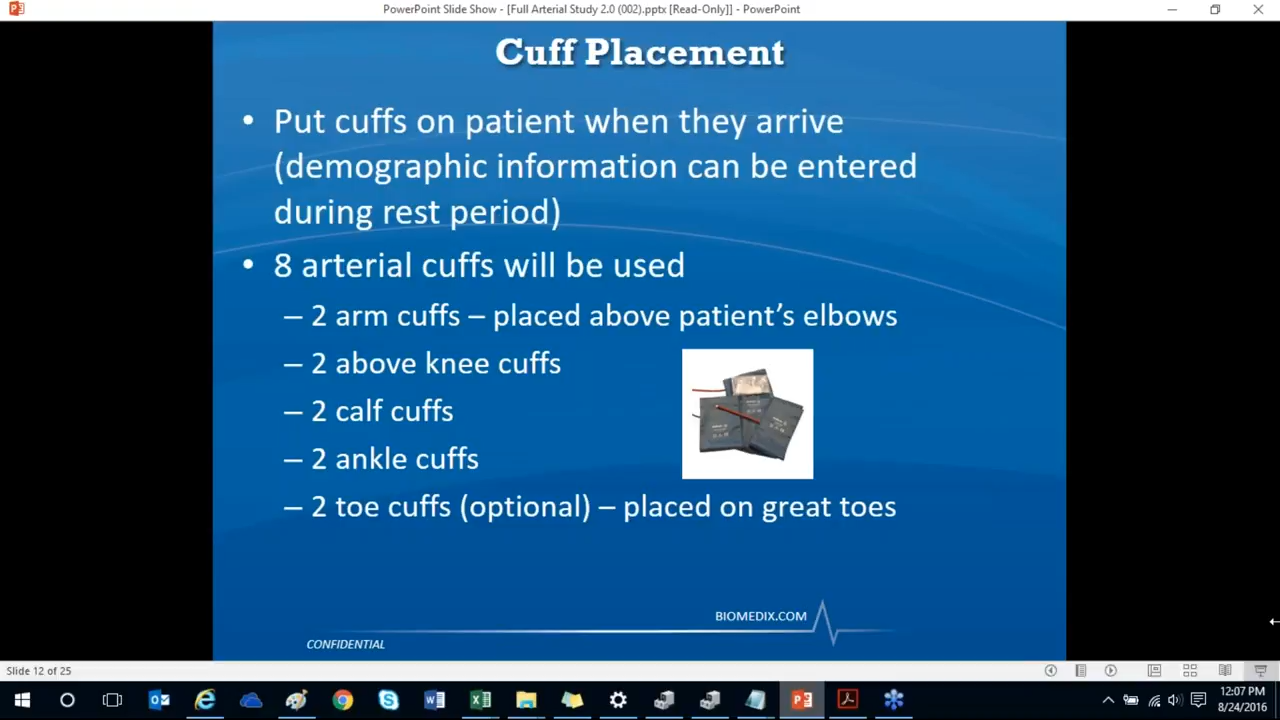 PowerPoint Slide Show - [Full Arterial Study 2.0 (002).pptx [Read-Only]] - PowerPoint
Cuff Placement
• Put cuffs on patient when they arrive
(demographic information can be entered
during rest period)
• 8 arterial cuffs will be used
– 2 arm cuffs – placed above patient’s elbows
– 2 above knee cuffs
– 2 calf cuffs
– 2 ankle cuffs
– 2 toe cuffs (optional) – placed on great toes
BIOMEDIX.COM
CONFIDENTIAL
Slide 12 of 25
12:07 PM
8/24/2016